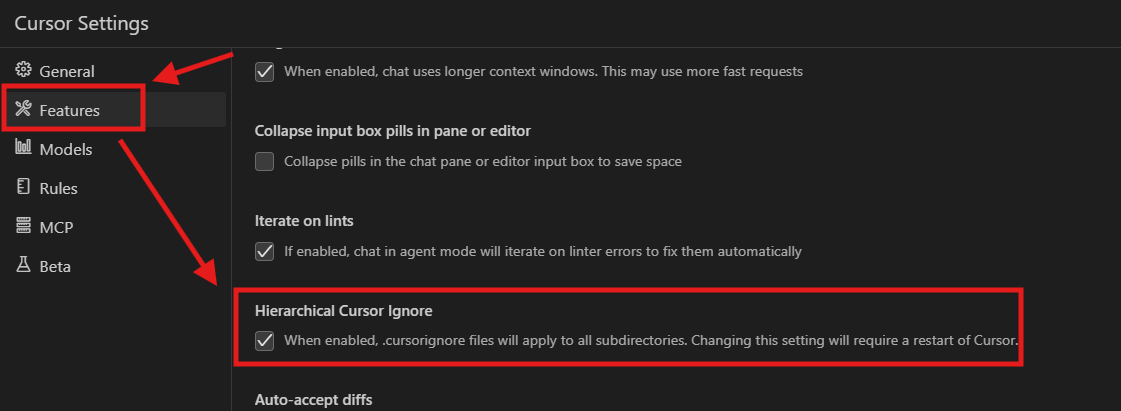 Cursor Settings
General
Features
Models
Rules
MCP
Beta
When enabled, chat uses longer context windows. This may use more fast requests
Collapse input box pills in pane or editor
Collapse pills in the chat pane or editor input box to save space
Iterate on lints
If enabled, chat in agent mode will iterate on linter errors to fix them automatically
Hierarchical Cursor Ignore
When enabled, .cursorignore files will apply to all subdirectories. Changing this setting will require a restart of Cursor.
Auto-accept diffs